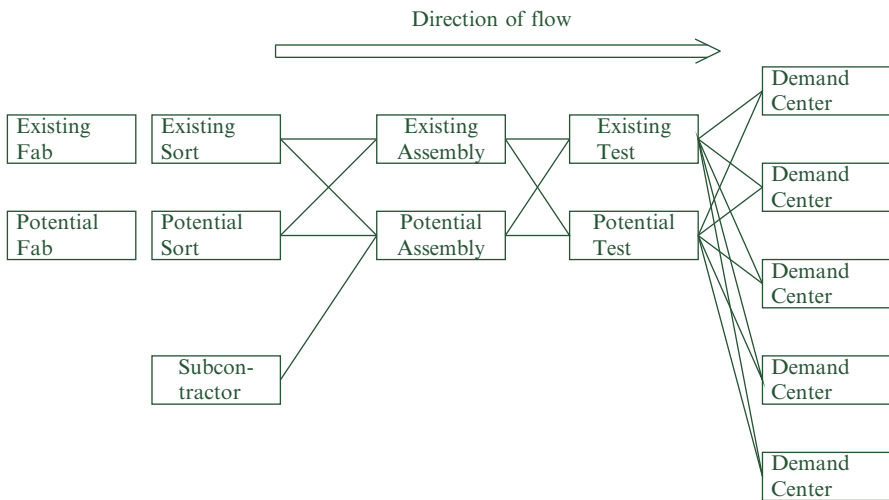 Direction of flow
Demand
Center
Existing
Fab
Existing
Sort
Existing
Assembly
Existing
Test
Demand
Center
Potential
Fab
Potential
Sort
Potential
Assembly
Potential
Test
Demand
Center
Subcon-
tractor
Demand
Center
Demand
Center